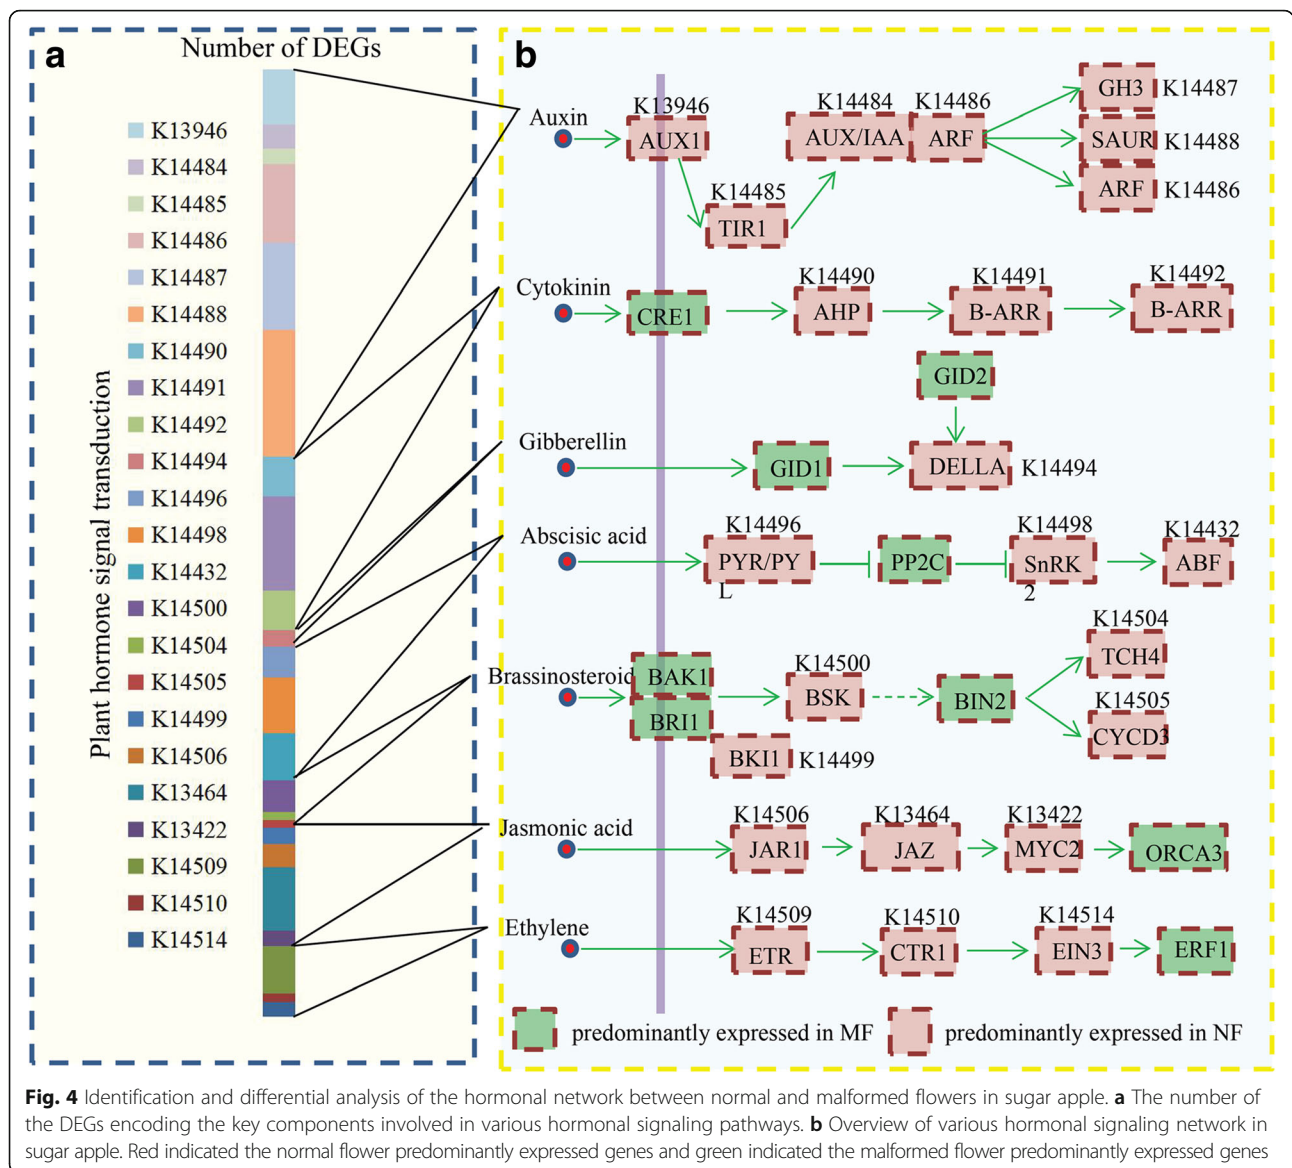 a
Number of DEGs
Plant hormone signal transduction
K13946
K14484
K14485
K14486
K14487
K14488
K14490
K14491
K14492
K14494
K14496
K14498
K14432
K14500
K14504
K14505
K14499
K14506
K13464
K13422
K14509
K14510
K14514
b
Auxin
K13946
AUX1
K14485
TIR1
K14484
AUX/IAA
K14486
ARF
GH3 K14487
SAUR K14488
ARF K14486
Cytokinin
CRE1
K14490
AHP
K14491
B-ARR
K14492
B-ARR
Gibberellin
GID2
GID1
DELLA K14494
Abscisic acid
K14496
PYR/PY
L
PP2C
K14498
SnRK
2
K14432
ABF
Brassinosteroid
BAK1
BRI1
K14500
BSK
BKI1 K14499
BIN2
K14504
TCH4
K14505
CYCD3
Jasmonic acid
K14506
JAR1
K13464
JAZ
K13422
MYC2
ORCA3
Ethylene
K14509
ETR
K14510
CTR1
K14514
EIN3
ERF1
predominantly expressed in MF
predominantly expressed in NF
Fig. 4 Identification and differential analysis of the hormonal network between normal and malformed flowers in sugar apple. a The number of
the DEGs encoding the key components involved in various hormonal signaling pathways. b Overview of various hormonal signaling network in
sugar apple. Red indicated the normal flower predominantly expressed genes and green indicated the malformed flower predominantly expressed genes